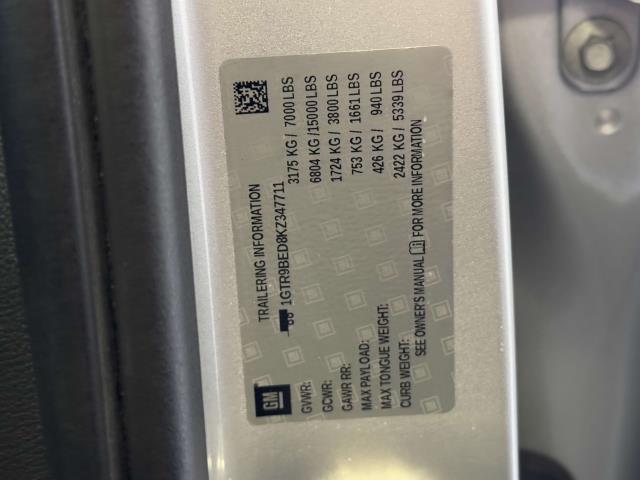 TRAILERING INFORMATION
1GTR9BED8KZ347711
GM
GVWR: 3175 KG / 7000 LBS
GCWR: 6804 KG /15000 LBS
GAWR RR: 1724 KG / 3800 LBS
MAX PAYLOAD: 753 KG / 1661 LBS
MAX TONGUE WEIGHT: 426 KG / 940 LBS
CURB WEIGHT: 2422 KG / 5339 LBS
SEE OWNER'S MANUAL FOR MORE INFORMATION